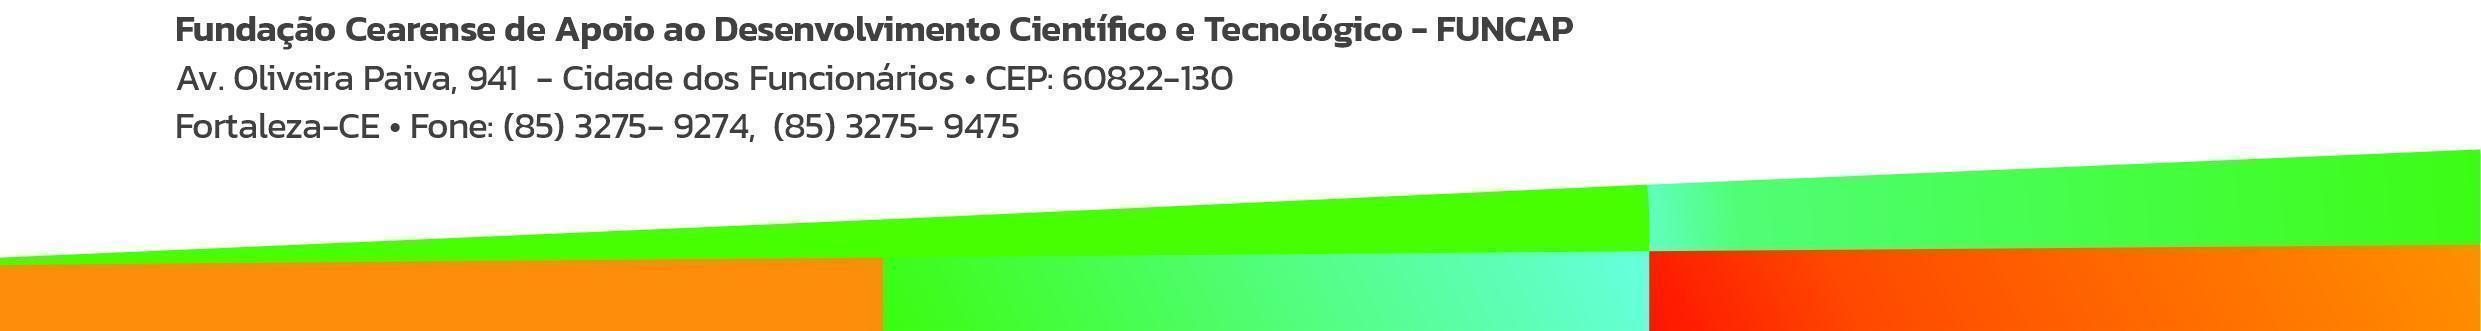 Fundação Cearense de Apoio ao Desenvolvimento Científico e Tecnológico - FUNCAP
Av. Oliveira Paiva, 941  - Cidade dos Funcionários • CEP: 60822-130
Fortaleza-CE • Fone: (85) 3275- 9274,  (85) 3275- 9475